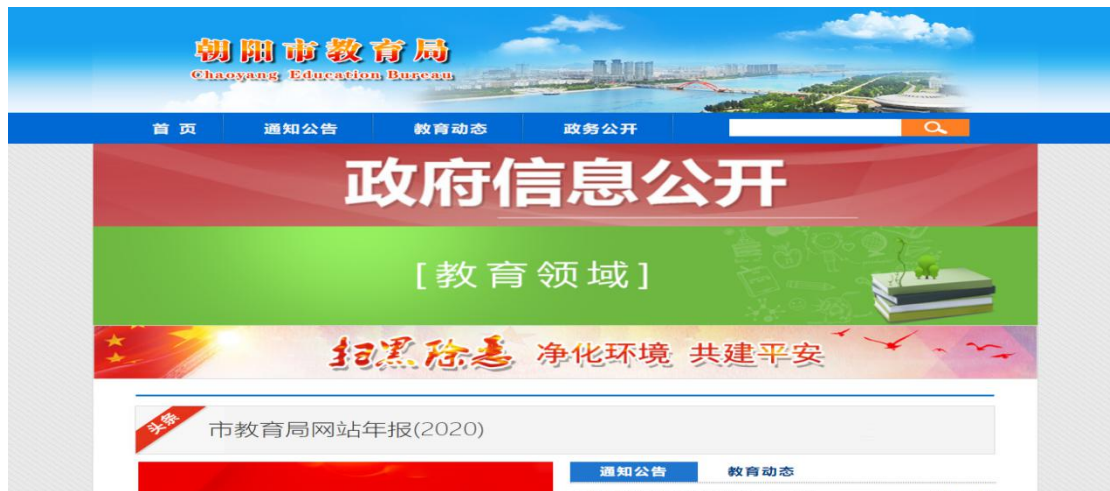 朝阳市教育局
Chaoyang Education Bureau
首 页 通知公告 教育动态 政务公开
政府信息公开
[教育领域]
扫黑除恶 净化环境 共建平安
头条
市教育局网站年报(2020)
通知公告 教育动态